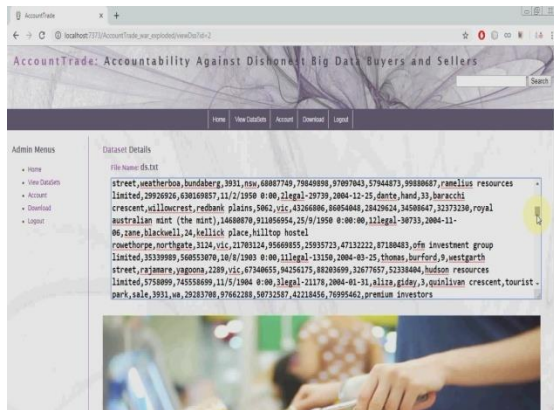 AccountTrade
localhost:7373/AccountTrade_war_exploded/viewDtsl?id=2
AccountTrade: Accountability Against Dishonest Big Data Buyers and Sellers
Search
Home View DataSets Account Download Logout
Admin Menus
Home
View DataSets
Account
Download
Logout
Dataset Details
File Name: ds.txt
street,weatherboa,bundaberg,3931,nsw,68087749,79849898,97097043,57944873,99880687,ramelius resources
limited,29926926,630169857,11/2/1950 0:00,2legal-29739,2004-12-25,dante,hand,33,baracchi
crescent,willowcrest,redbank plains,5062,vic,43266806,86054048,28429624,34508647,32373230,royal
australian mint (the mint),14680870,911056954,25/9/1950 0:00:00,12legal-30733,2004-11-
06,zane,blackwell,24,kellick place,hilltop hostel
rowethorpe,northgate,3124,vic,21703124,95669855,25935723,47132222,87180483,ofm investment group
limited,35339989,560553070,10/8/1903 0:00,11legal-13150,2004-03-25,thomas,burford,9,westgarth
street,rajamare,yagoona,2289,vic,67340655,94256175,88203699,32677657,52338404,hudson resources
limited,5758099,745558699,11/5/1904 0:00,3legal-21178,2004-01-31,aliza,giday,3,quinlivan crescent,tourist
park,sale,3931,wa,29283708,97662288,50732587,42218456,76995462,premium investors